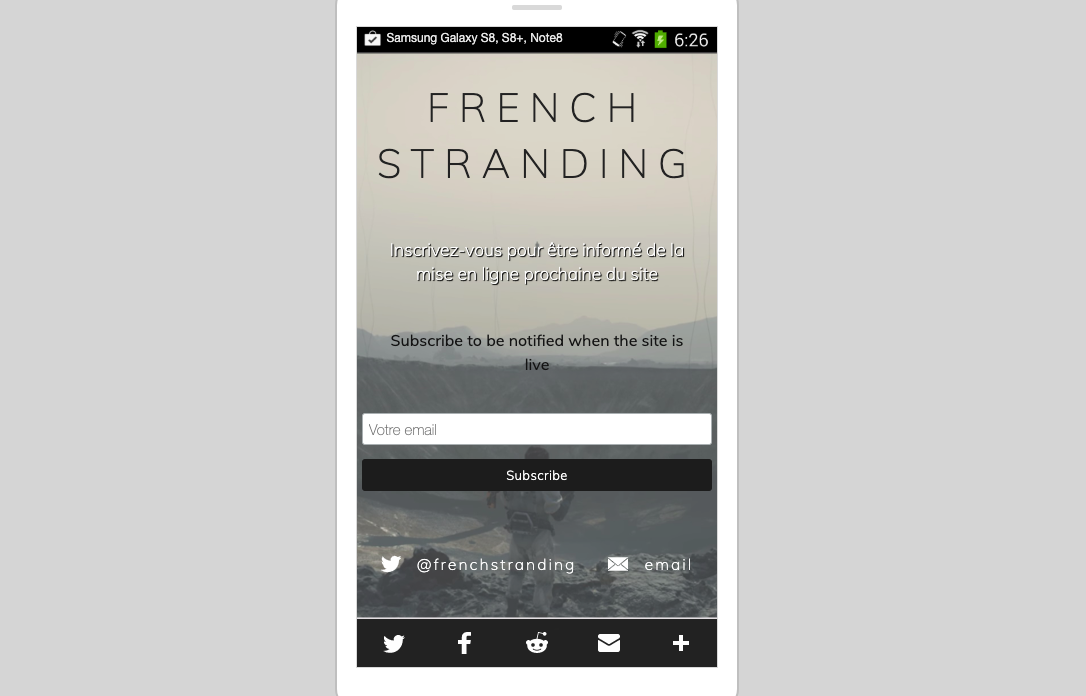 Samsung Galaxy S8, S8+, Note8
6:26
FRENCH
STRANDING
Inscrivez-vous pour être informé de la
mise en ligne prochaine du site
Subscribe to be notified when the site is
live
Votre email
Subscribe
@frenchstranding email